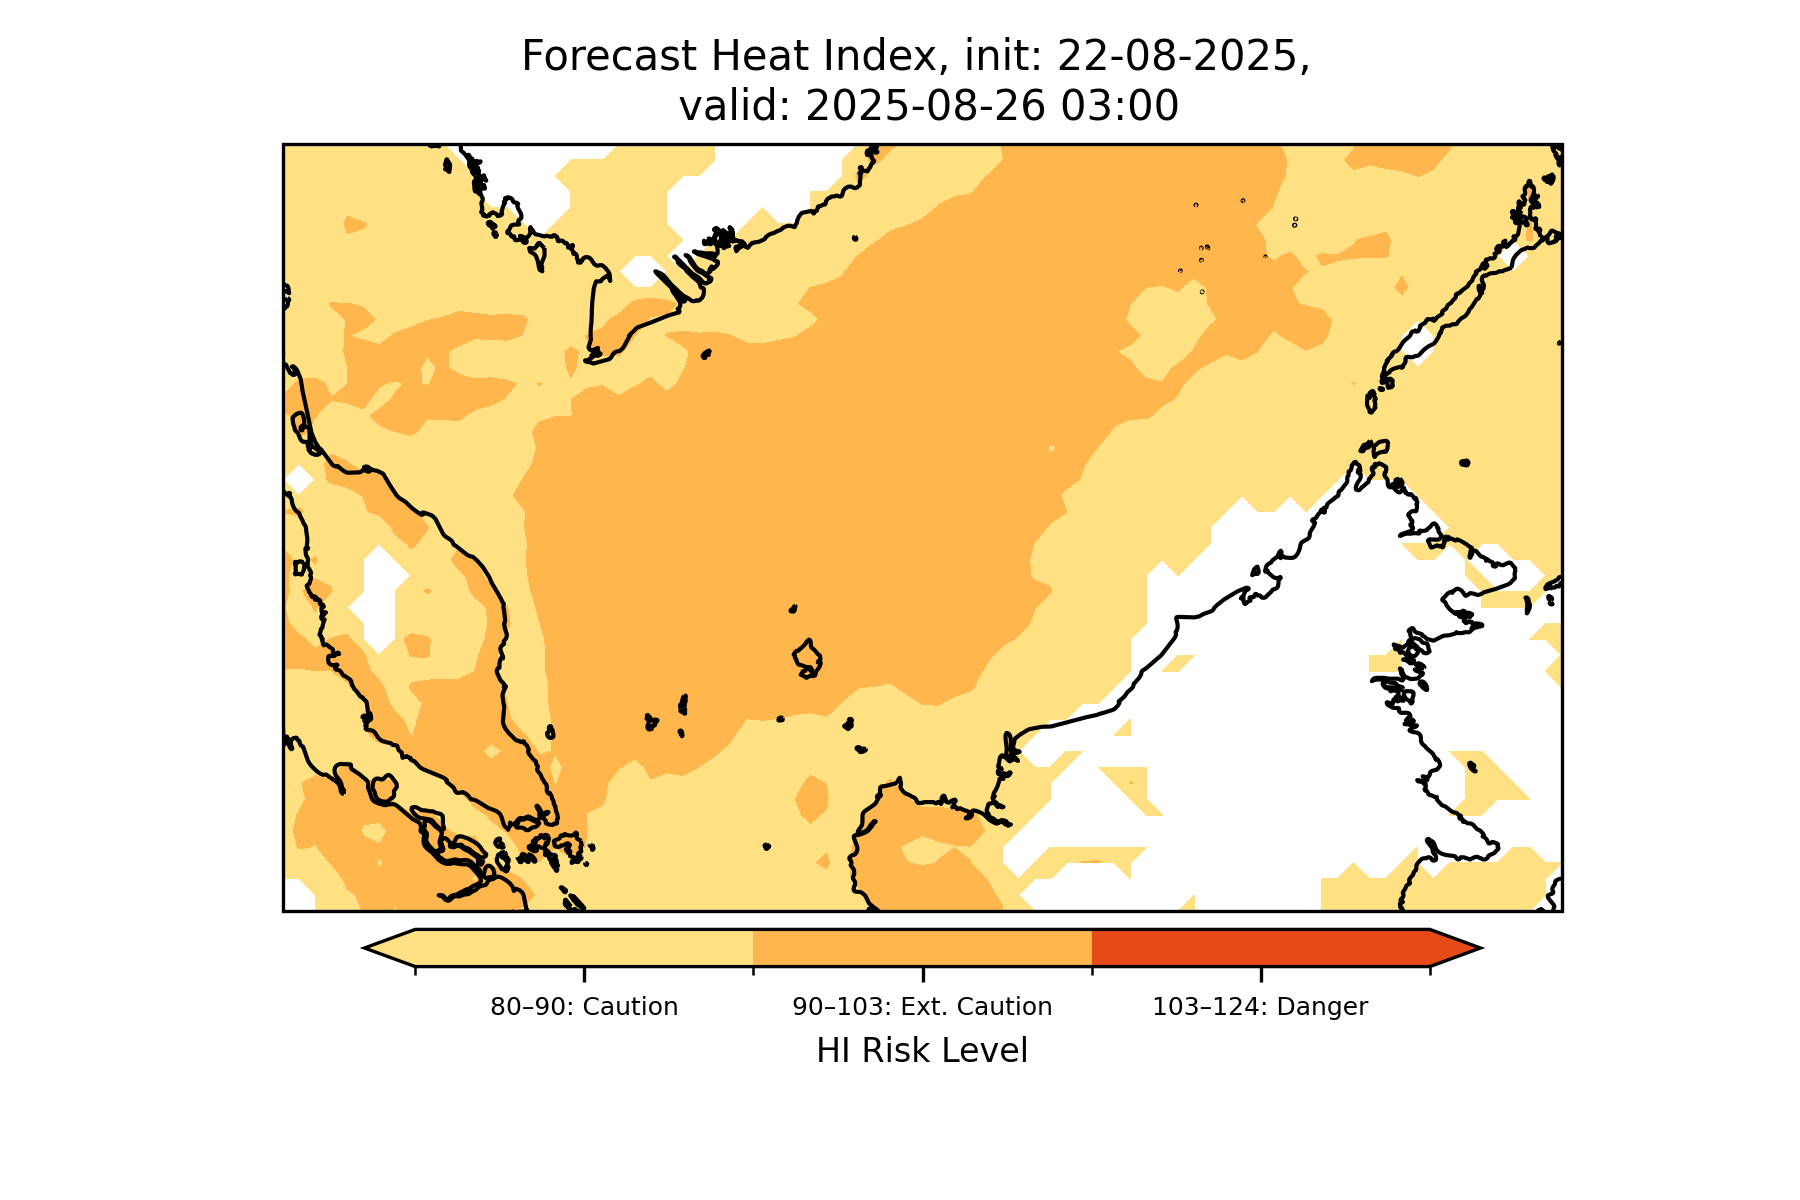 Forecast Heat Index, init: 22-08-2025,
valid: 2025-08-26 03:00
80–90: Caution
90–103: Ext. Caution
103–124: Danger
HI Risk Level